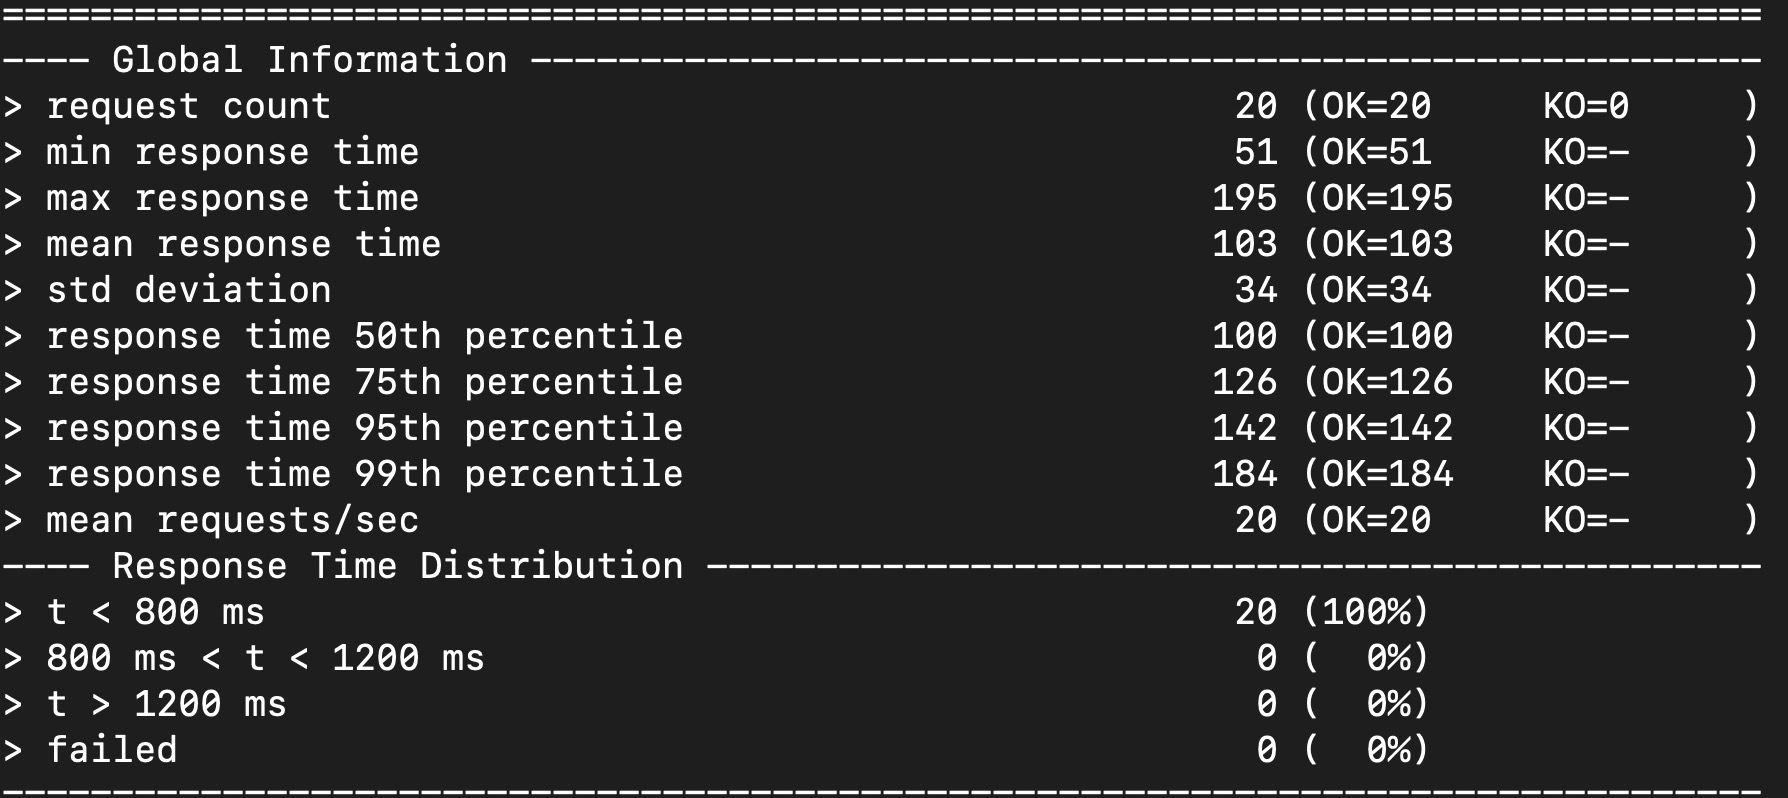 ================================================================================
---- Global Information --------------------------------------------------------
> request count                                         20 (OK=20     KO=0     )
> min response time                                     51 (OK=51     KO=-     )
> max response time                                    195 (OK=195    KO=-     )
> mean response time                                   103 (OK=103    KO=-     )
> std deviation                                         34 (OK=34     KO=-     )
> response time 50th percentile                        100 (OK=100    KO=-     )
> response time 75th percentile                        126 (OK=126    KO=-     )
> response time 95th percentile                        142 (OK=142    KO=-     )
> response time 99th percentile                        184 (OK=184    KO=-     )
> mean requests/sec                                     20 (OK=20     KO=-     )
---- Response Time Distribution ------------------------------------------------
> t < 800 ms                                            20 (100%)
> 800 ms < t < 1200 ms                                   0 (  0%)
> t > 1200 ms                                            0 (  0%)
> failed                                                 0 (  0%)
================================================================================